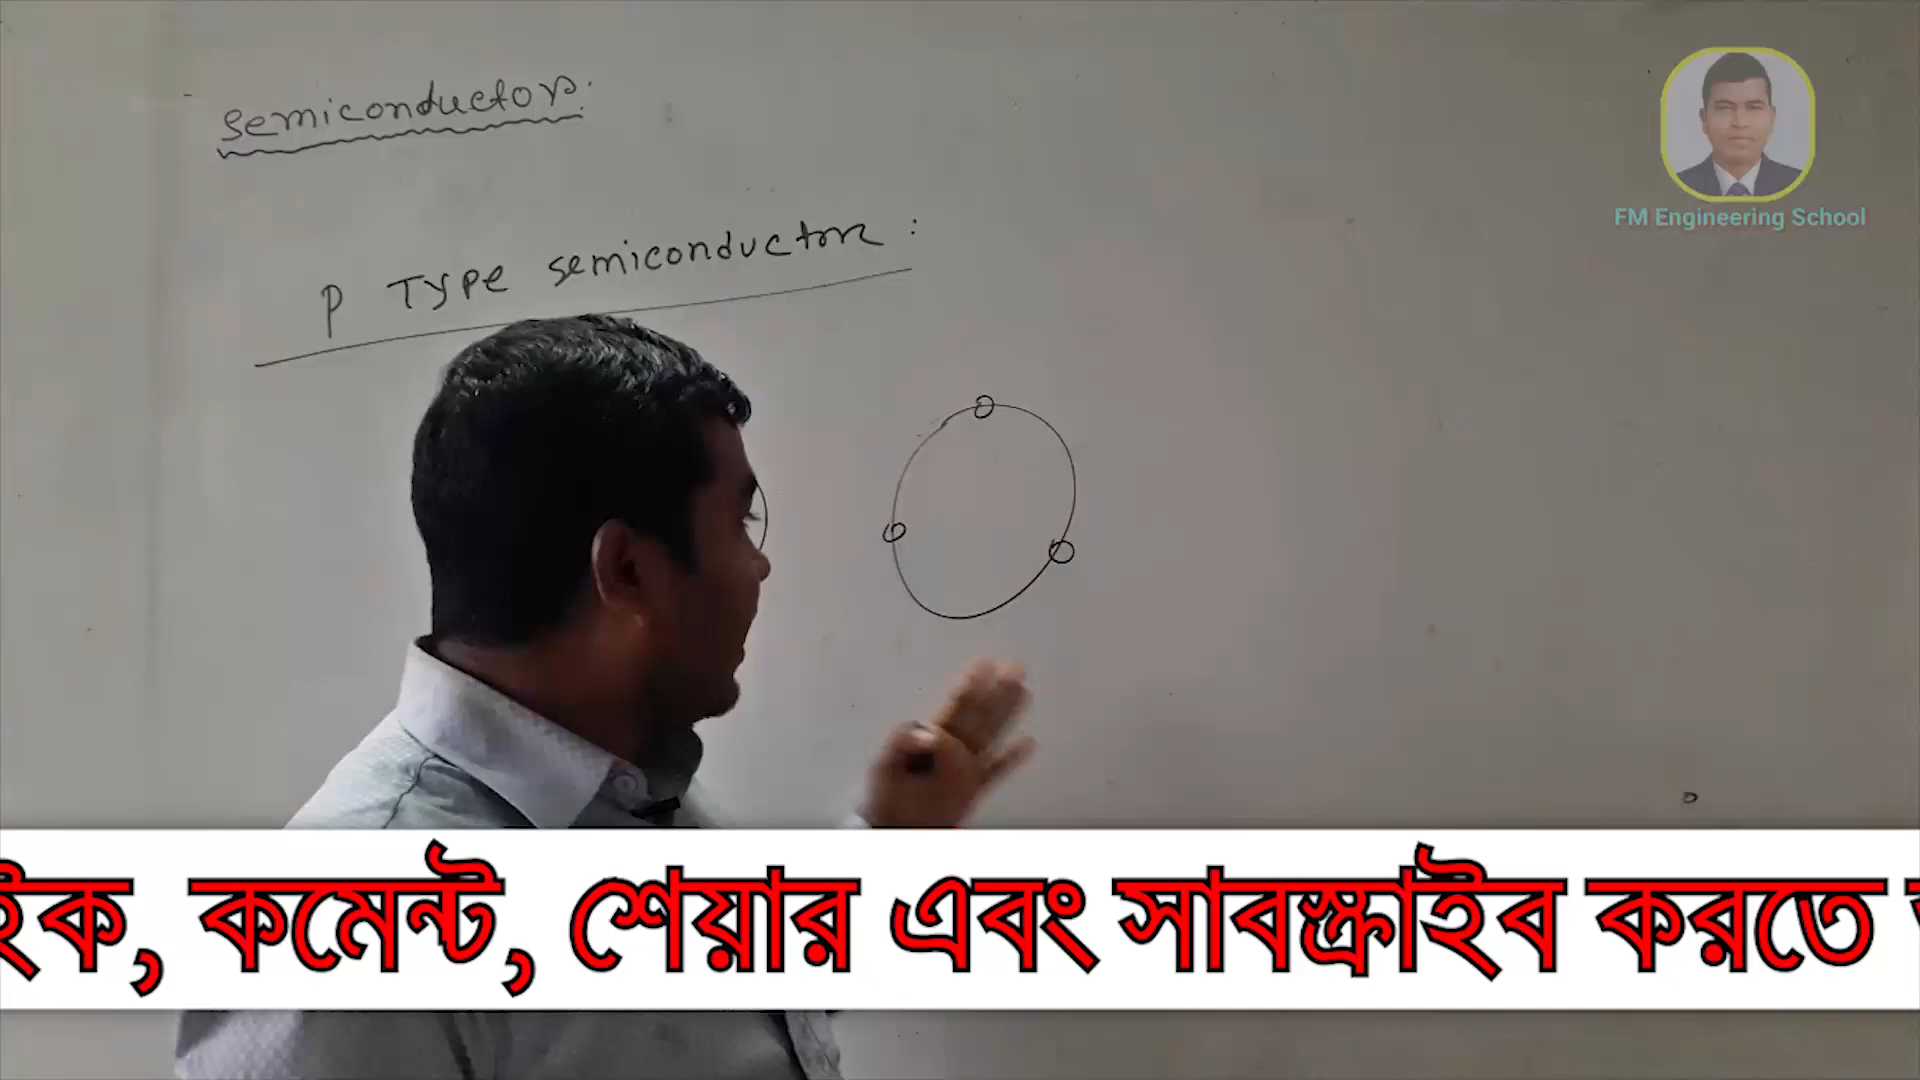 semiconductor.
FM Engineering School
P Type semiconductor :
ইক, কমেন্ট, শেয়ার এবং সাবস্ক্রাইব করতে